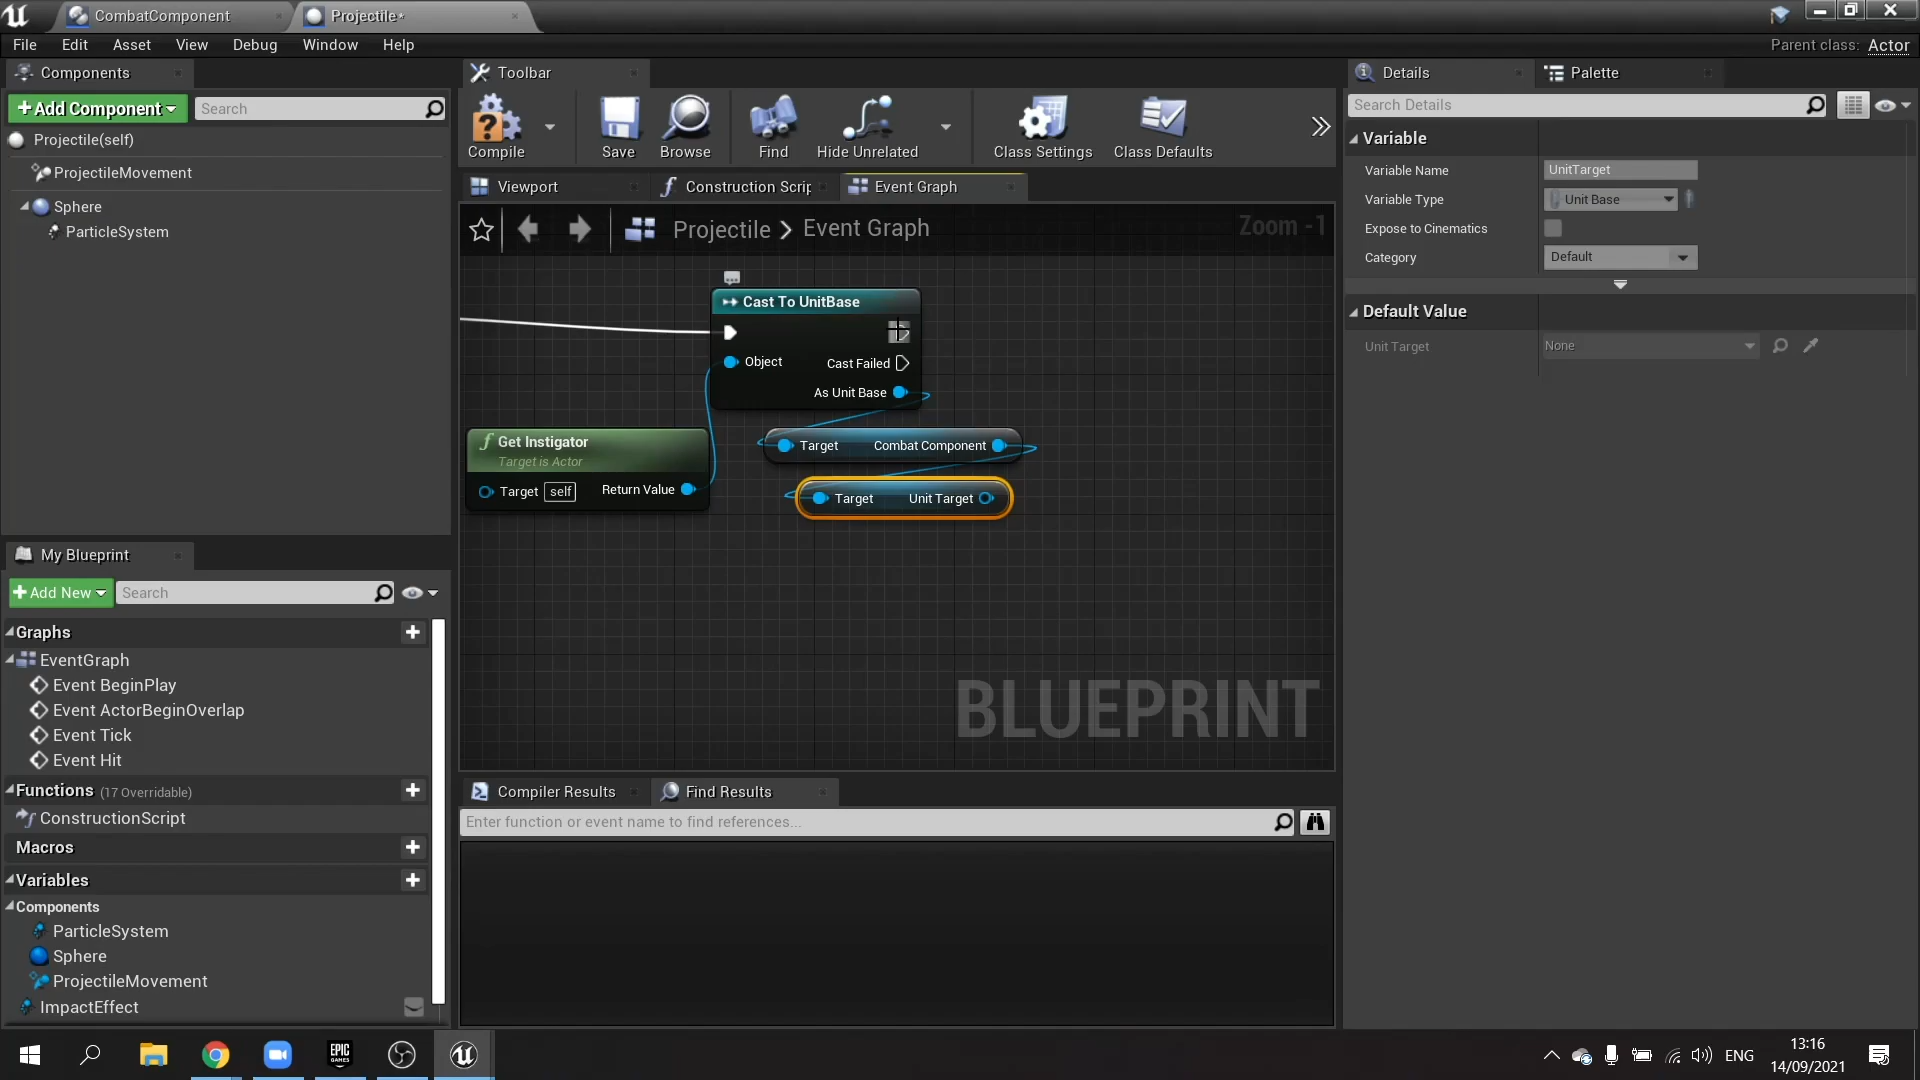 CombatComponent
Projectile*
File Edit Asset View Debug Window Help
Parent class: Actor
Components
Add Component
Search
Projectile(self)
ProjectileMovement
Sphere
ParticleSystem
My Blueprint
Add New
Search
Graphs
EventGraph
Event BeginPlay
Event ActorBeginOverlap
Event Tick
Event Hit
Functions (17 Overridable)
ConstructionScript
Macros
Variables
Components
ParticleSystem
Sphere
ProjectileMovement
ImpactEffect
Toolbar
Compile
Save
Browse
Find
Hide Unrelated
Class Settings
Class Defaults
Viewport
Construction Scrip
Event Graph
Projectile > Event Graph
Zoom -1
Cast To UnitBase
Object
Cast Failed
As Unit Base
Get Instigator
Target is Actor
Target self
Return Value
Target Combat Component
Target Unit Target
BLUEPRINT
Compiler Results
Find Results
Enter function or event name to find references...
Details
Palette
Search Details
Variable
Variable Name UnitTarget
Variable Type Unit Base
Expose to Cinematics
Category Default
Default Value
Unit Target None
EPIC
GAMES
ENG
13:16
14/09/2021